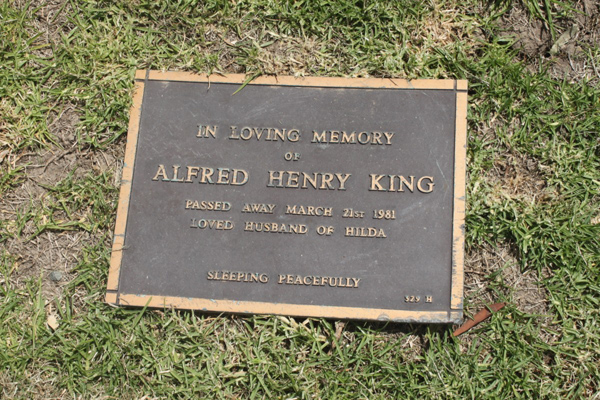 IN LOVING MEMORY
OF
ALFRED HENRY KING
PASSED AWAY MARCH 21ST 1981
LOVED HUSBAND OF HILDA
SLEEPING PEACEFULLY
329 H